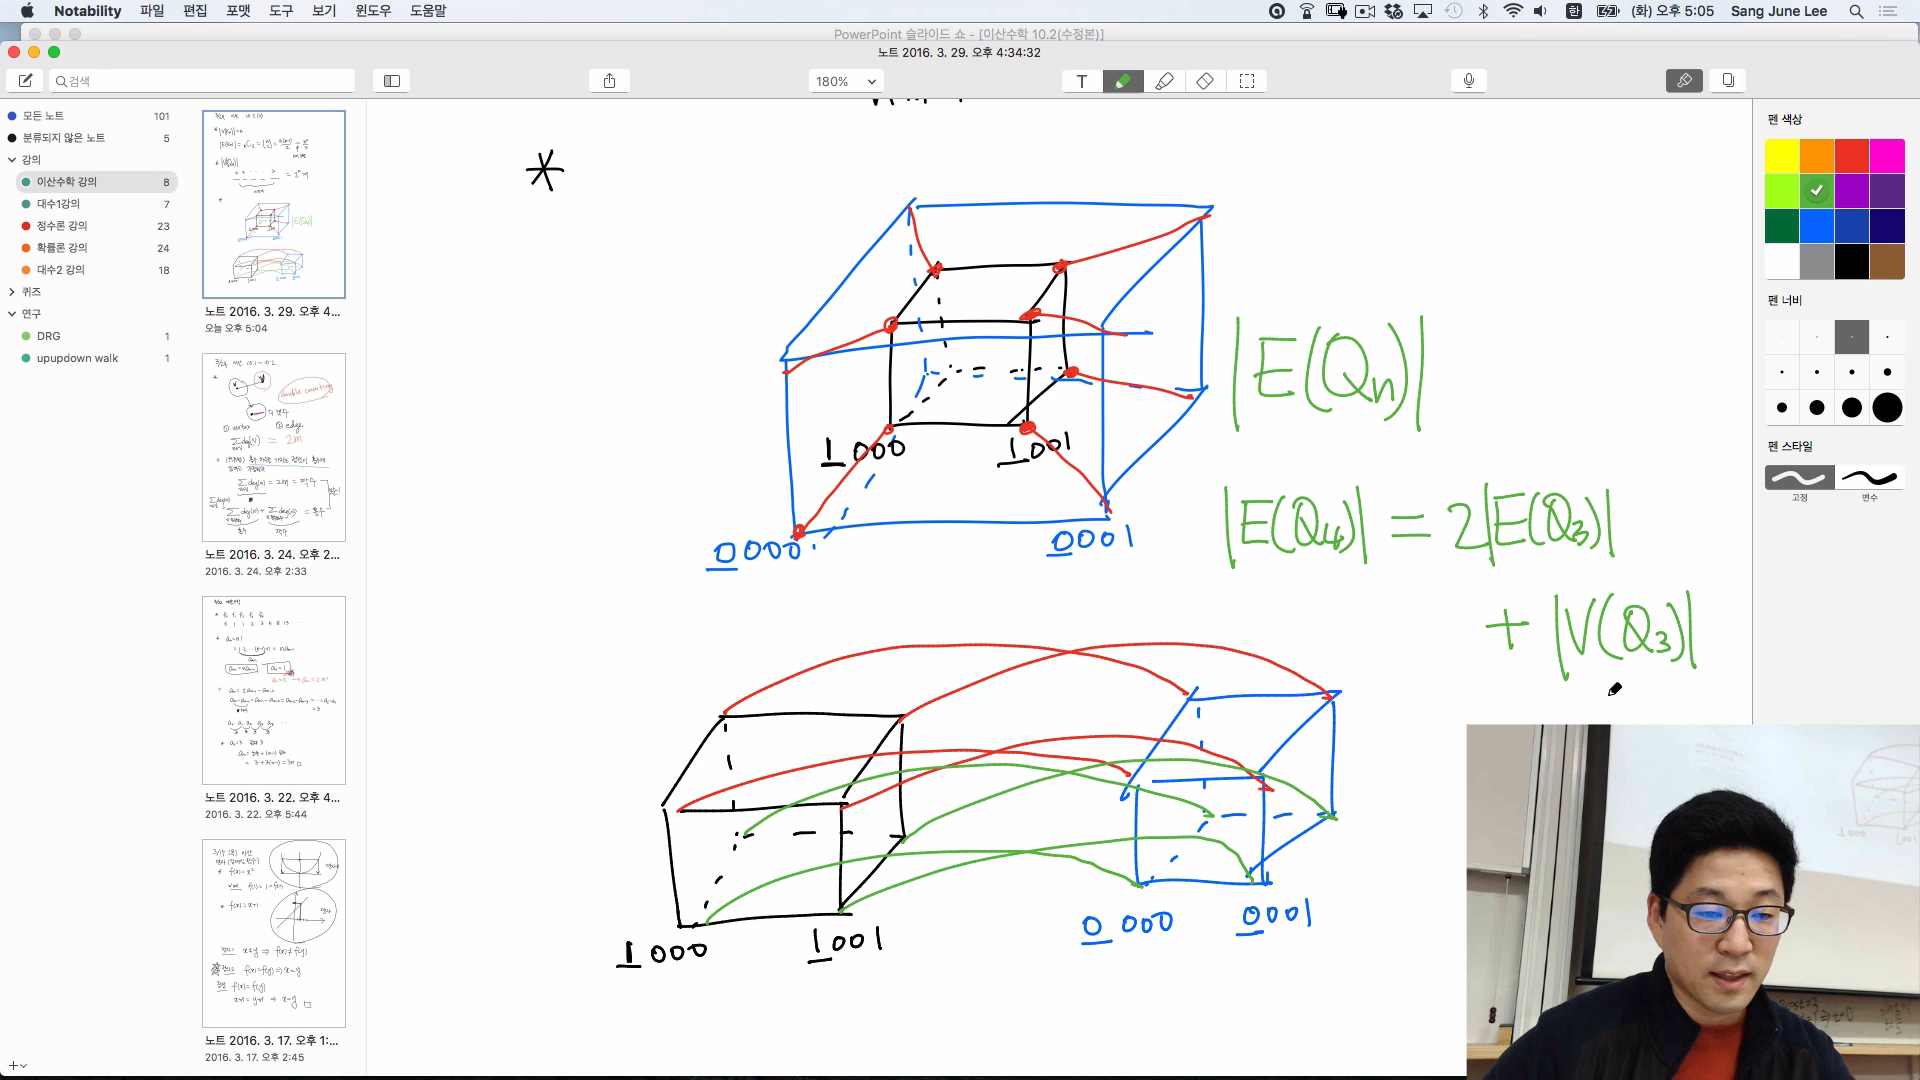 Notability 파일 편집 포맷 도구 보기 윈도우 도움말 한 (화) 오후 5:05 Sang June Lee
PowerPoint 슬라이드 쇼 - [이산수학 10.2(수정본)]
노트 2016. 3. 29. 오후 4:34:32
검색 180% T
모든 노트 101
분류되지 않은 노트 5
강의
이산수학 강의 8
대수1강의 7
정수론 강의 23
확률론 강의 24
대수2 강의 18
퀴즈
연구
DRG 1
upupdown walk 1
노트 2016. 3. 29. 오후 4...
오늘 오후 5:04
노트 2016. 3. 24. 오후 2...
2016. 3. 24. 오후 2:33
노트 2016. 3. 22. 오후 4...
2016. 3. 22. 오후 5:44
노트 2016. 3. 17. 오후 1:...
2016. 3. 17. 오후 2:45
*
1000 1001
0000 0001
|E(Qn)|
|E(Q4)| = 2|E(Q3)|
+ |V(Q3)|
1000 1001
0000 0001
펜 색상
펜 너비
펜 스타일
고정 변수